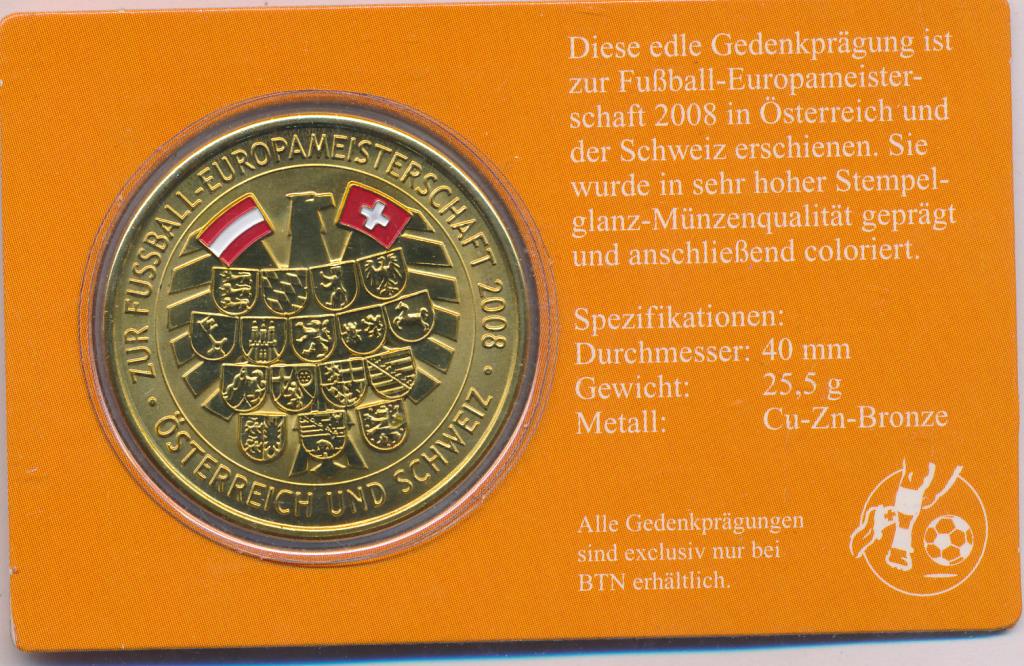 ZUR FUSSBALL-EUROPAMEISTERSCHAFT 2008
• ÖSTERREICH UND SCHWEIZ •
Diese edle Gedenkprägung ist
zur Fußball-Europameister-
schaft 2008 in Österreich und
der Schweiz erschienen. Sie
wurde in sehr hoher Stempel-
glanz-Münzenqualität geprägt
und anschließend coloriert.
Spezifikationen:
Durchmesser: 40 mm
Gewicht: 25,5 g
Metall: Cu-Zn-Bronze
Alle Gedenkprägungen
sind exclusiv nur bei
BTN erhältlich.